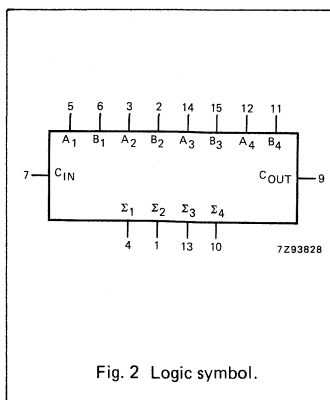 5 6 3 2 14 15 12 11
A1 B1 A2 B2 A3 B3 A4 B4
7 CIN COUT 9
Σ1 Σ2 Σ3 Σ4
4 1 13 10
7Z93828
Fig. 2 Logic symbol.